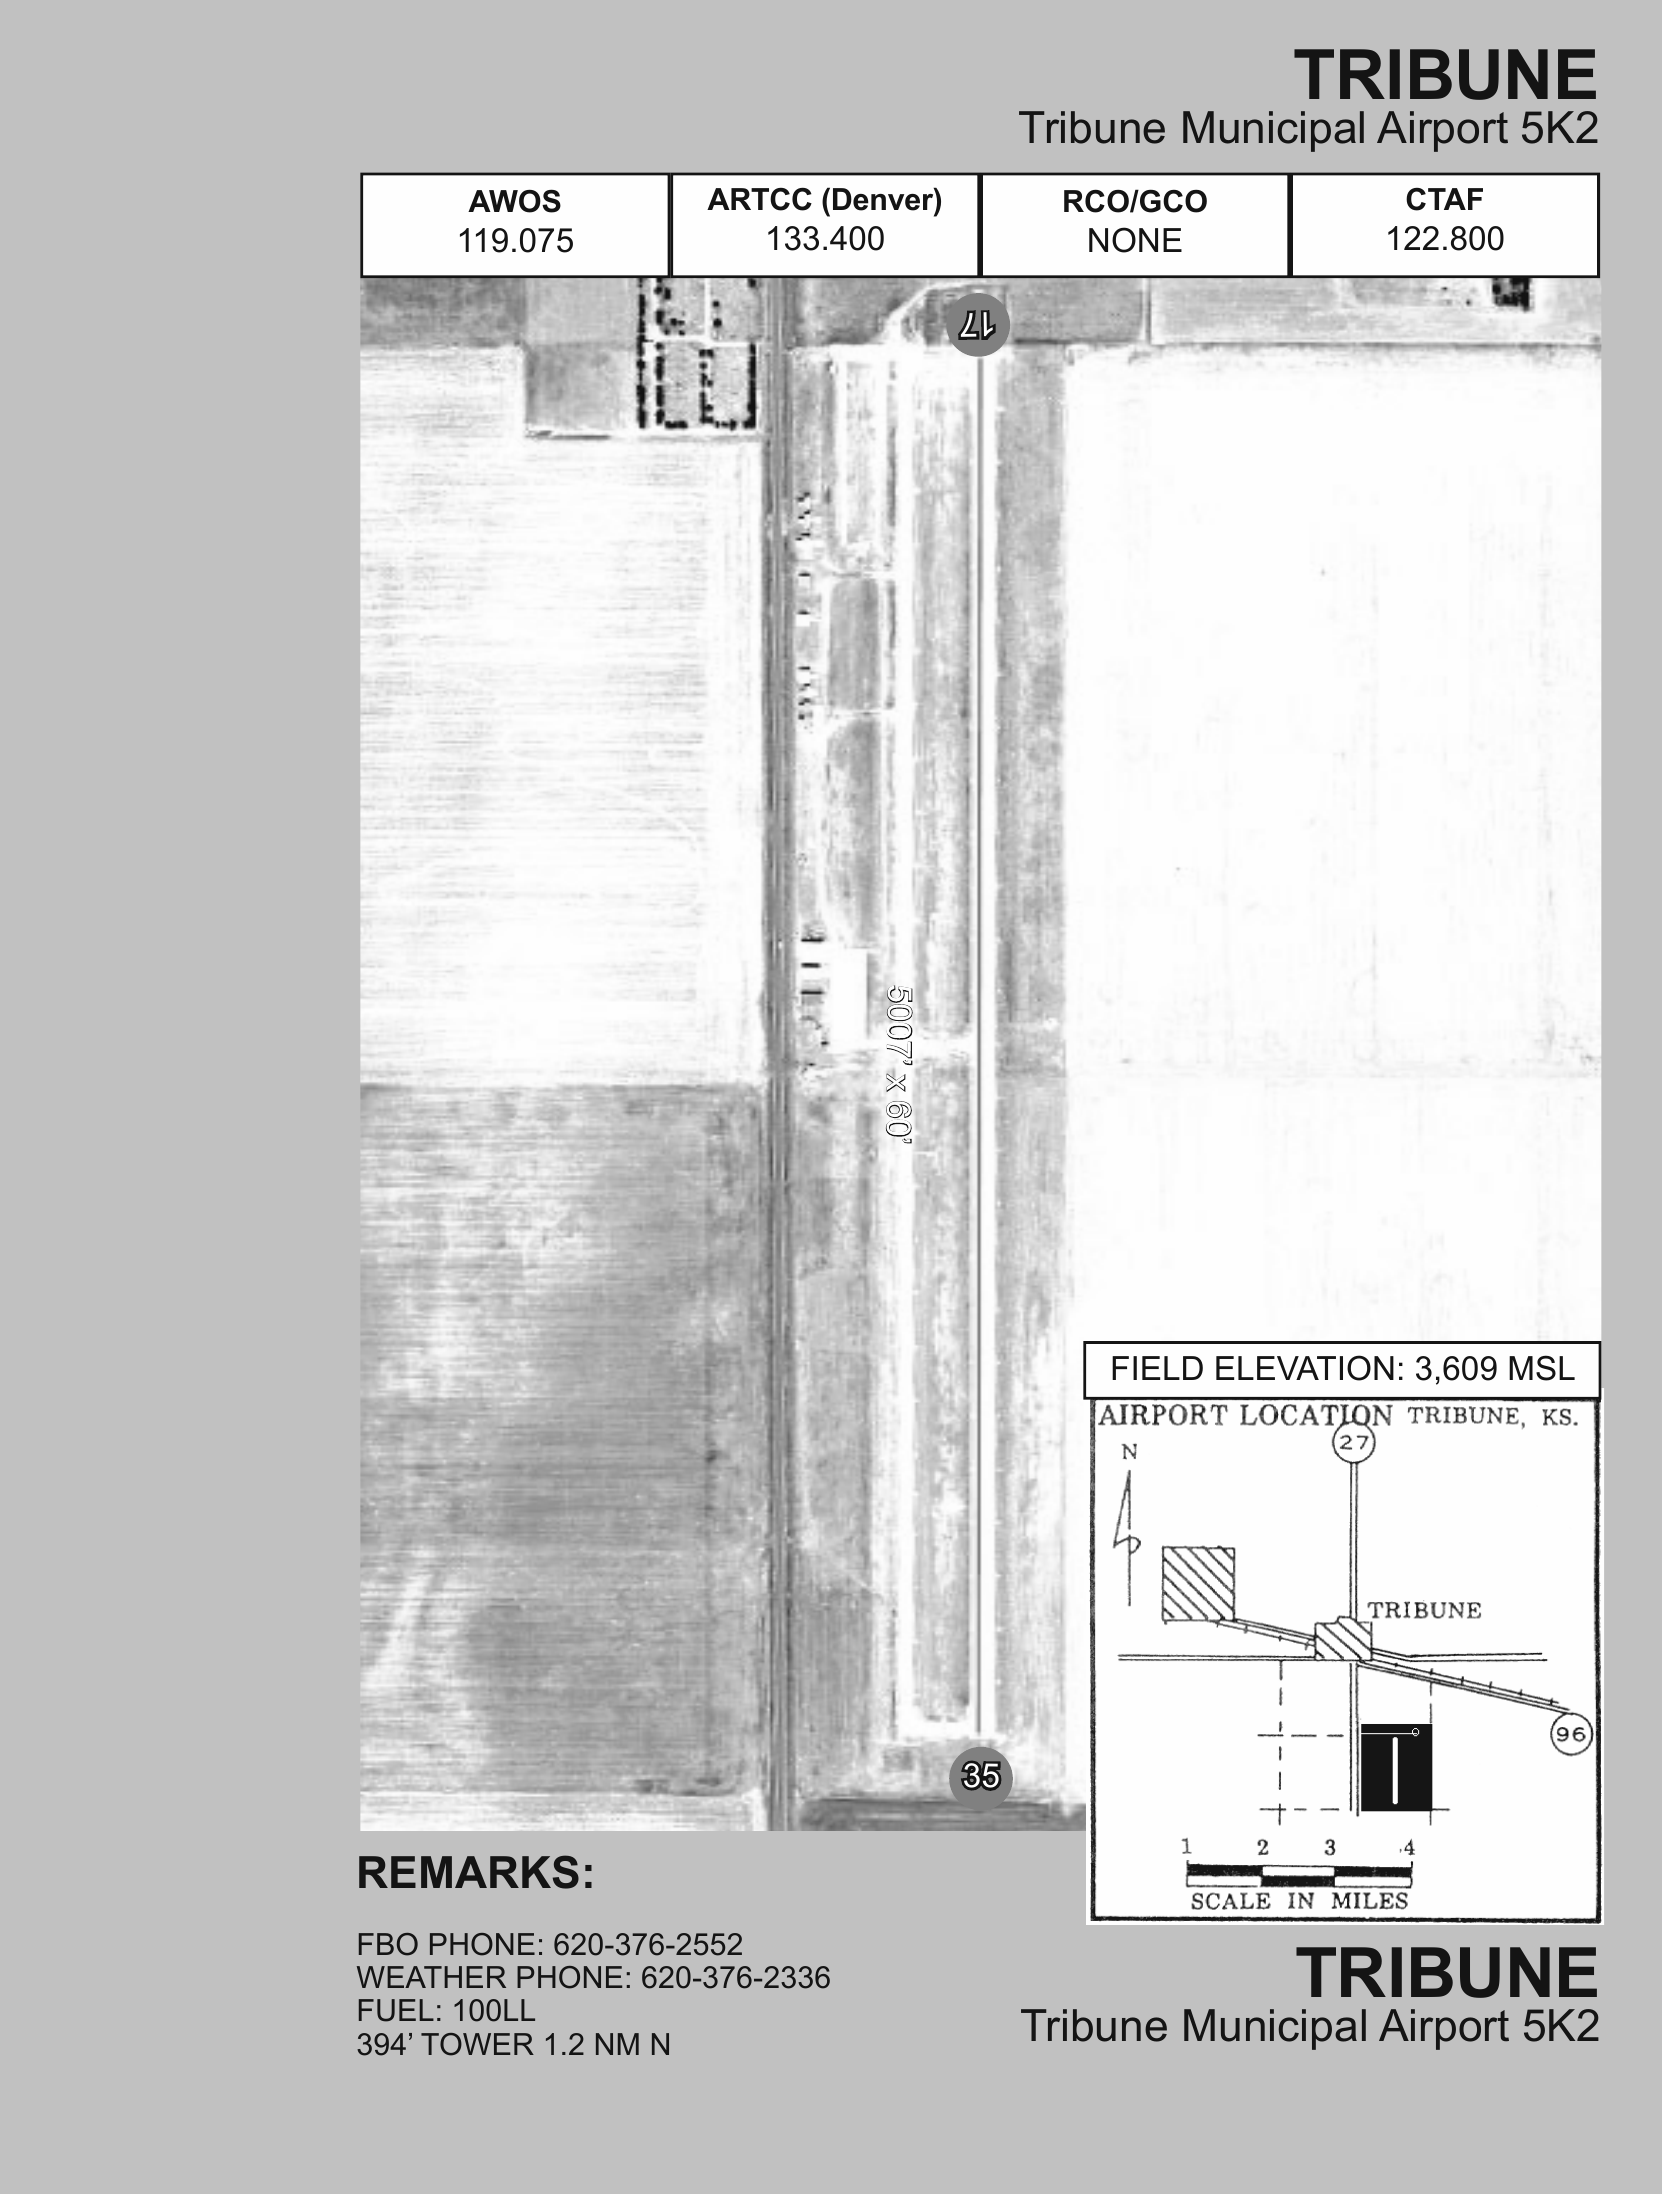 TRIBUNE
Tribune Municipal Airport 5K2
AWOS
119.075
ARTCC (Denver)
133.400
RCO/GCO
NONE
CTAF
122.800
17
5007' x 60'
35
FIELD ELEVATION: 3,609 MSL
AIRPORT LOCATION TRIBUNE, KS.
27
N
TRIBUNE
96
1 2 3 4
SCALE IN MILES
REMARKS:
FBO PHONE: 620-376-2552
WEATHER PHONE: 620-376-2336
FUEL: 100LL
394’ TOWER 1.2 NM N
TRIBUNE
Tribune Municipal Airport 5K2